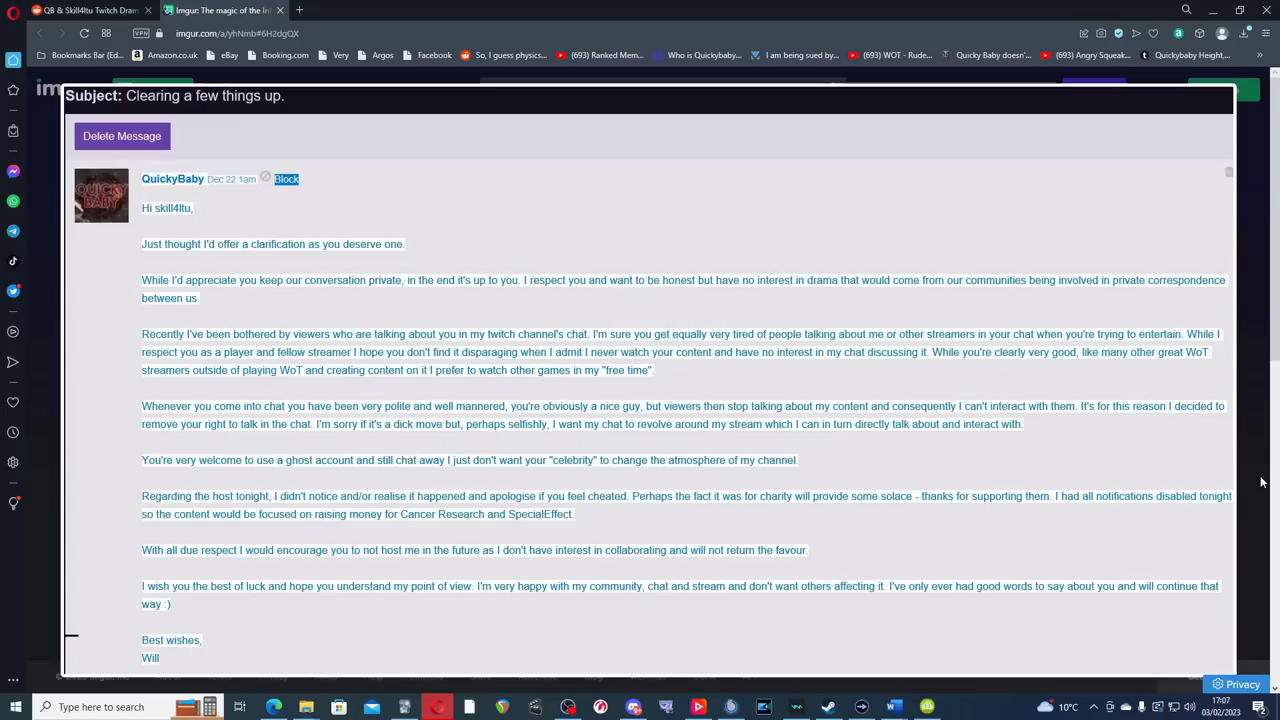 QB & Skill4ltu Twitch Dram
Imgur: The magic of the Int
imgur.com/a/yhNmb#6H2dgQX
VPN
Bookmarks Bar (Ed...
Amazon.co.uk
eBay
Booking.com
Very
Argos
Facebook
So, I guess physics...
(693) Ranked Mem...
Who is Quickybaby...
I am being sued by...
(693) WOT - Rude...
Quicky Baby doesn'...
(693) Angry Squeak...
Quickybaby Height,...
Subject: Clearing a few things up.
Delete Message
QuickyBaby Dec 22 1am Block
QUICKY
BABY
Hi skill4ltu,
Just thought I'd offer a clarification as you deserve one.
While I'd appreciate you keep our conversation private, in the end it's up to you. I respect you and want to be honest but have no interest in drama that would come from our communities being involved in private correspondence
between us.
Recently I've been bothered by viewers who are talking about you in my twitch channel's chat. I'm sure you get equally very tired of people talking about me or other streamers in your chat when you're trying to entertain. While I
respect you as a player and fellow streamer I hope you don't find it disparaging when I admit I never watch your content and have no interest in my chat discussing it. While you're clearly very good, like many other great WoT
streamers outside of playing WoT and creating content on it I prefer to watch other games in my "free time".
Whenever you come into chat you have been very polite and well mannered, you're obviously a nice guy, but viewers then stop talking about my content and consequently I can't interact with them. It's for this reason I decided to
remove your right to talk in the chat. I'm sorry if it's a dick move but, perhaps selfishly, I want my chat to revolve around my stream which I can in turn directly talk about and interact with.
You're very welcome to use a ghost account and still chat away I just don't want your "celebrity" to change the atmosphere of my channel.
Regarding the host tonight, I didn't notice and/or realise it happened and apologise if you feel cheated. Perhaps the fact it was for charity will provide some solace - thanks for supporting them. I had all notifications disabled tonight
so the content would be focused on raising money for Cancer Research and SpecialEffect.
With all due respect I would encourage you to not host me in the future as I don't have interest in collaborating and will not return the favour.
I wish you the best of luck and hope you understand my point of view. I'm very happy with my community, chat and stream and don't want others affecting it. I've only ever had good words to say about you and will continue that
way :)
Best wishes,
Will
Privacy
Type here to search
10°C
17:07
03/02/2023